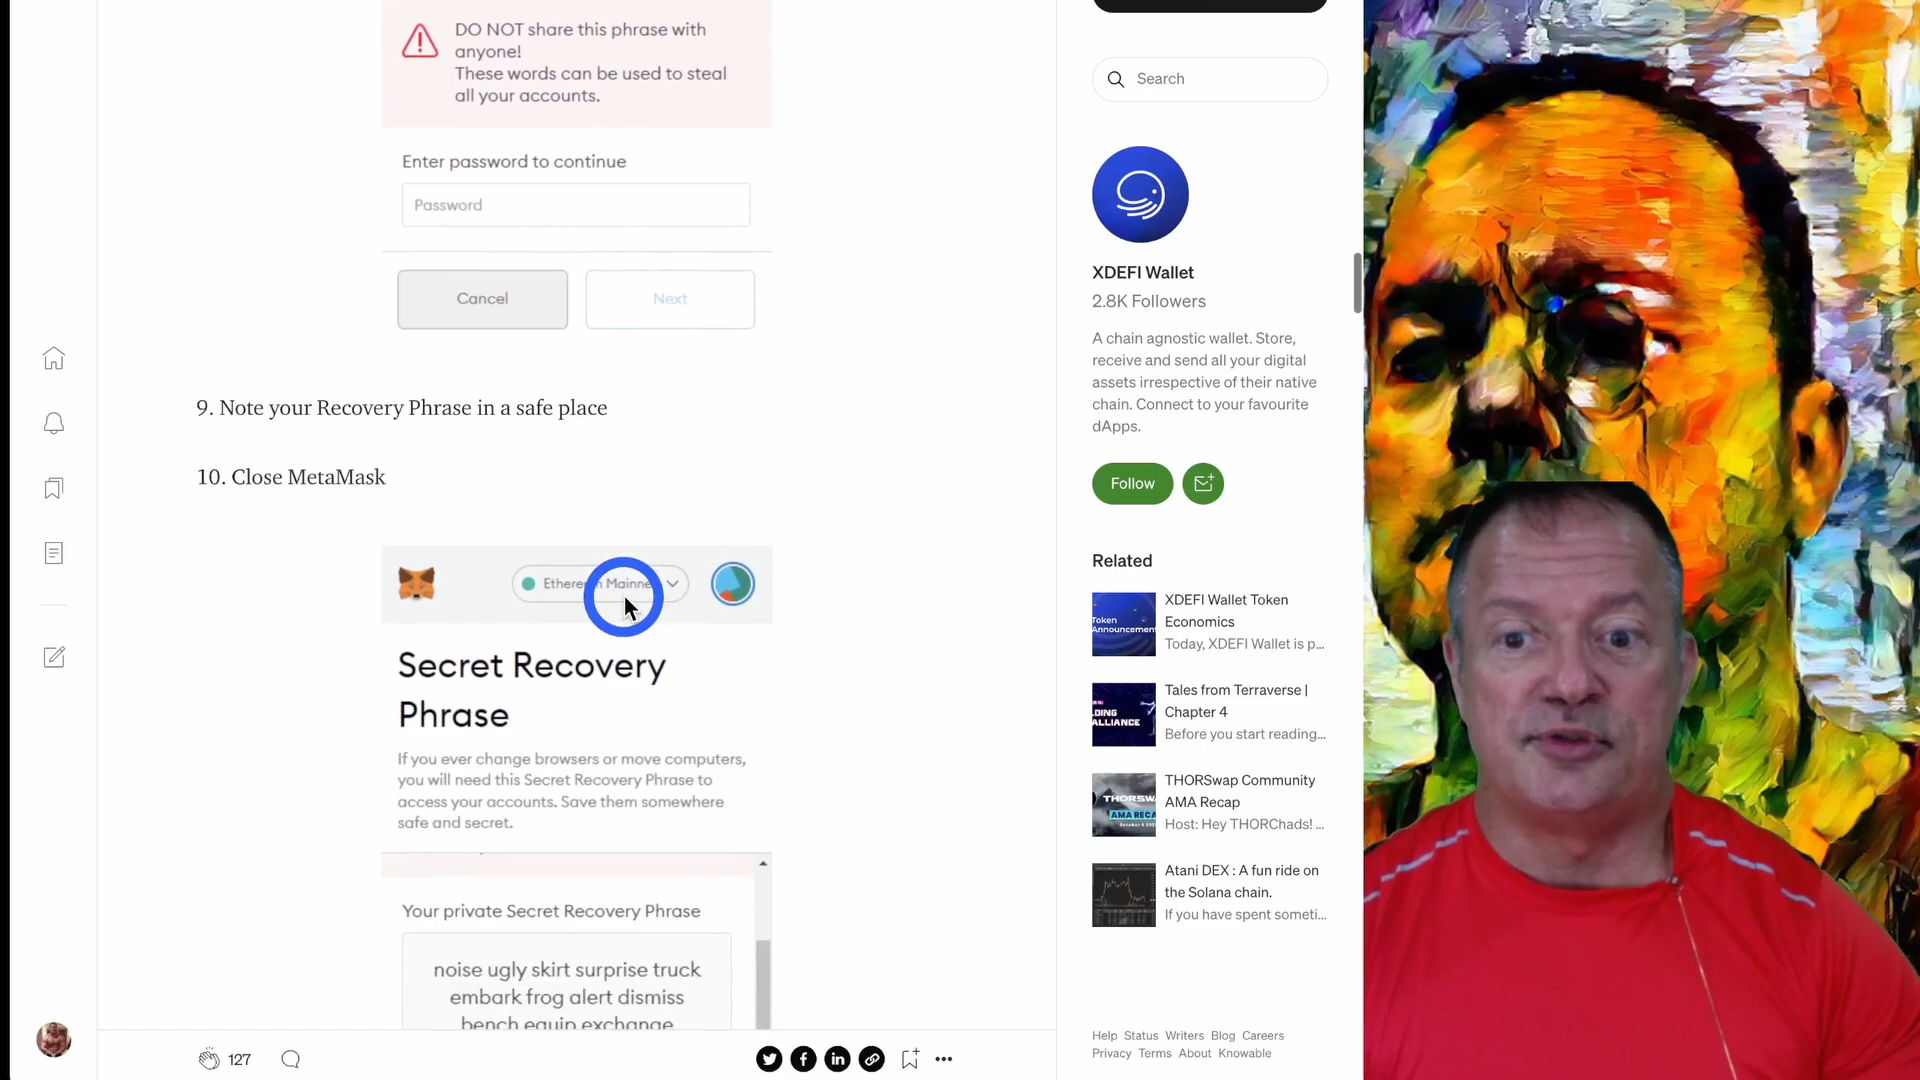 DO NOT share this phrase with
anyone!
These words can be used to steal
all your accounts.
Enter password to continue
Password
Cancel
Next
9. Note your Recovery Phrase in a safe place
10. Close MetaMask
Secret Recovery
Phrase
If you ever change browsers or move computers,
you will need this Secret Recovery Phrase to
access your accounts. Save them somewhere
safe and secret.
Your private Secret Recovery Phrase
noise ugly skirt surprise truck
embark frog alert dismiss
bench equip exchange
127
Search
XDEFI Wallet
2.8K Followers
A chain agnostic wallet. Store,
receive and send all your digital
assets irrespective of their native
chain. Connect to your favourite
dApps.
Follow
Related
Token
Announcement
XDEFI Wallet Token
Economics
Today, XDEFI Wallet is p...
ALLIANCE
Tales from Terraverse |
Chapter 4
Before you start reading...
AMA
THORSwap Community
AMA Recap
Host: Hey THORChads! ...
Atani DEX : A fun ride on
the Solana chain.
If you have spent someti...
Help Status Writers Blog Careers
Privacy Terms About Knowable